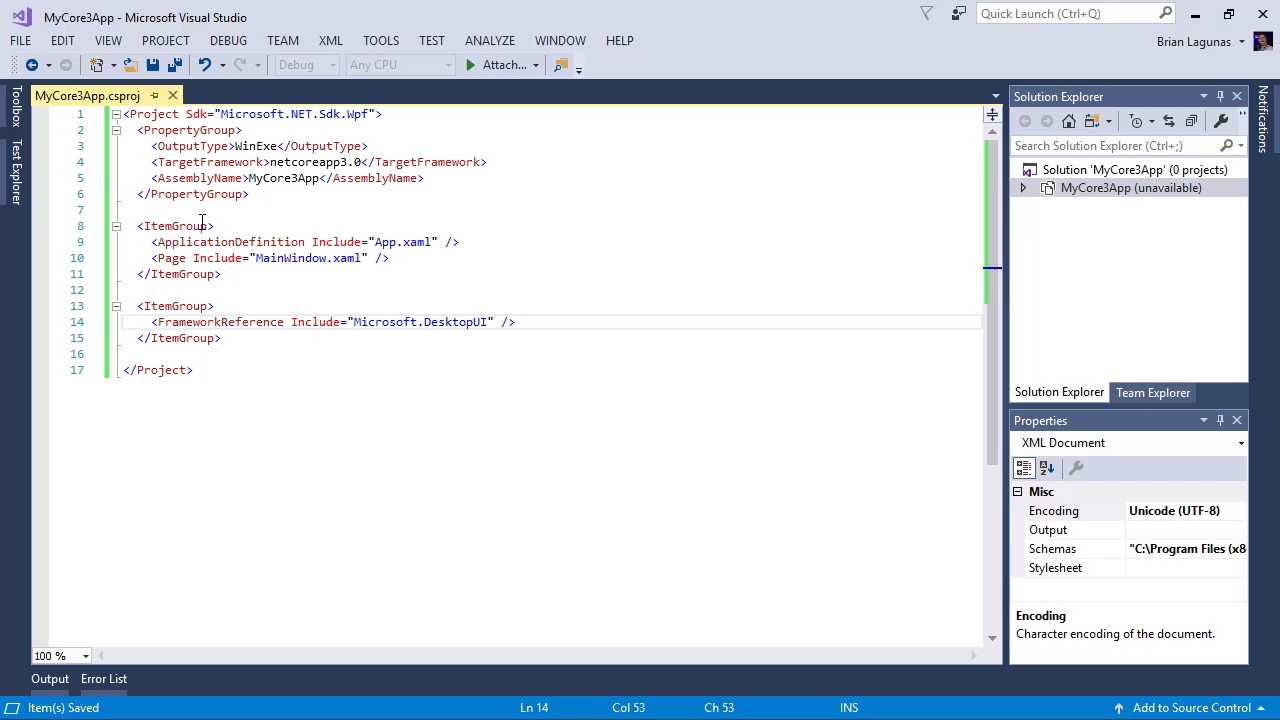 MyCore3App - Microsoft Visual Studio
Quick Launch (Ctrl+Q)
FILE EDIT VIEW PROJECT DEBUG TEAM XML TOOLS TEST ANALYZE WINDOW HELP
Brian Lagunas
Debug Any CPU Attach...
Toolbox
Test Explorer
MyCore3App.csproj
1 <Project Sdk="Microsoft.NET.Sdk.Wpf">
2 <PropertyGroup>
3 <OutputType>WinExe</OutputType>
4 <TargetFramework>netcoreapp3.0</TargetFramework>
5 <AssemblyName>MyCore3App</AssemblyName>
6 </PropertyGroup>
7
8 <ItemGroup>
9 <ApplicationDefinition Include="App.xaml" />
10 <Page Include="MainWindow.xaml" />
11 </ItemGroup>
12
13 <ItemGroup>
14 <FrameworkReference Include="Microsoft.DesktopUI" />
15 </ItemGroup>
16
17 </Project>
100 %
Solution Explorer
Search Solution Explorer (Ctrl+;)
Solution 'MyCore3App' (0 projects)
MyCore3App (unavailable)
Solution Explorer Team Explorer
Properties
XML Document
Misc
Encoding Unicode (UTF-8)
Output
Schemas "C:\Program Files (x8
Stylesheet
Encoding
Character encoding of the document.
Notifications
Output Error List
Item(s) Saved Ln 14 Col 53 Ch 53 INS Add to Source Control